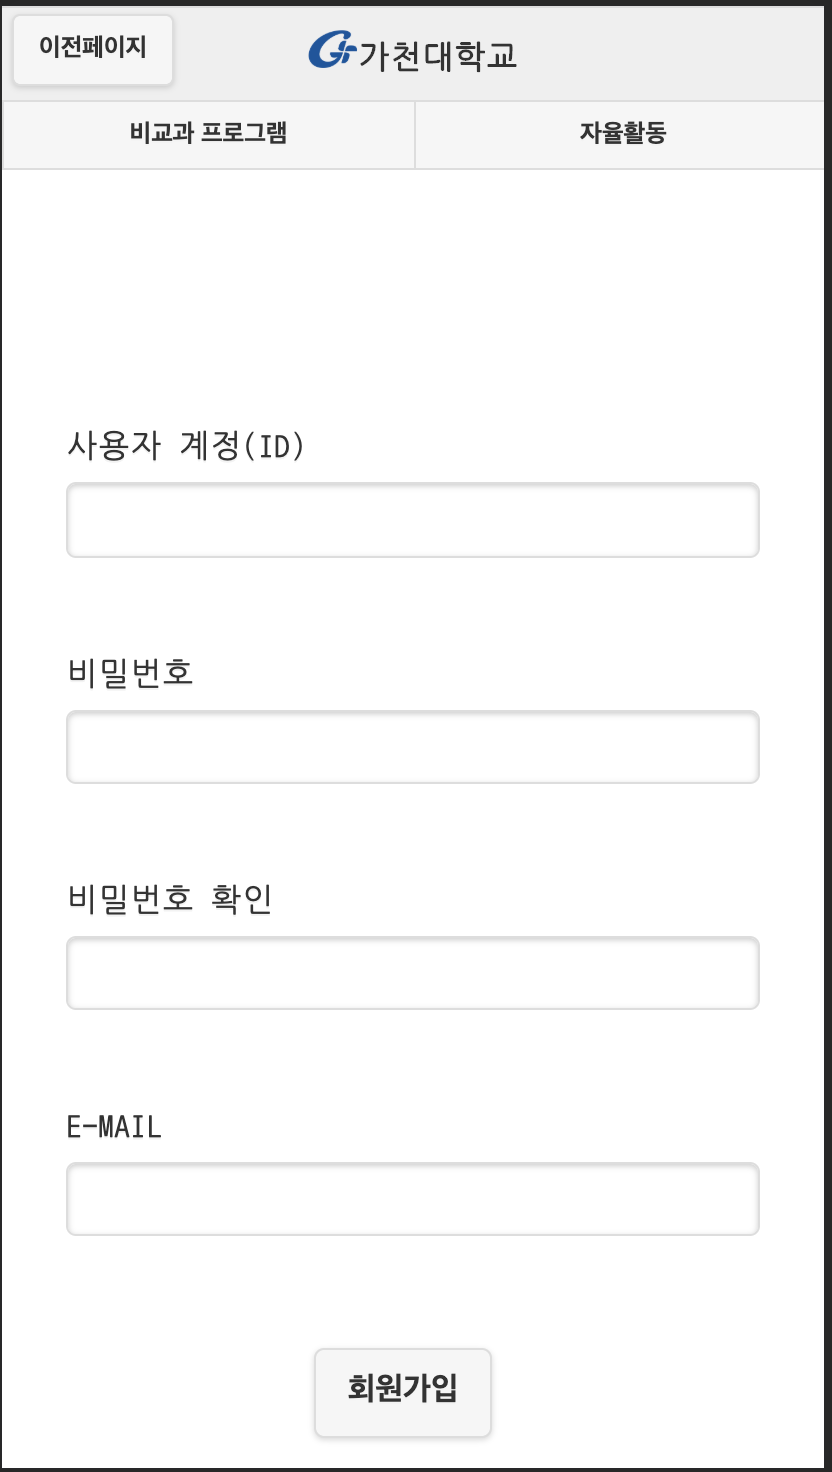 이전페이지
가천대학교
비교과 프로그램
자율활동
사용자 계정(ID)
비밀번호
비밀번호 확인
E-MAIL
회원가입